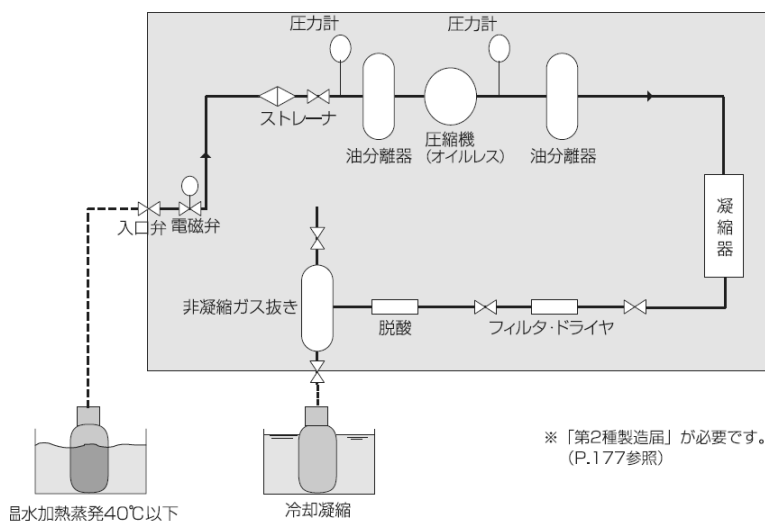 圧力計
圧力計
ストレーナ
油分離器
圧縮機
(オイルレス)
油分離器
入口弁
電磁弁
凝縮器
非凝縮ガス抜き
脱酸
フィルタ・ドライヤ
※「第2種製造届」が必要です。
(P.177参照)
温水加熱蒸発40℃以下
冷却凝縮